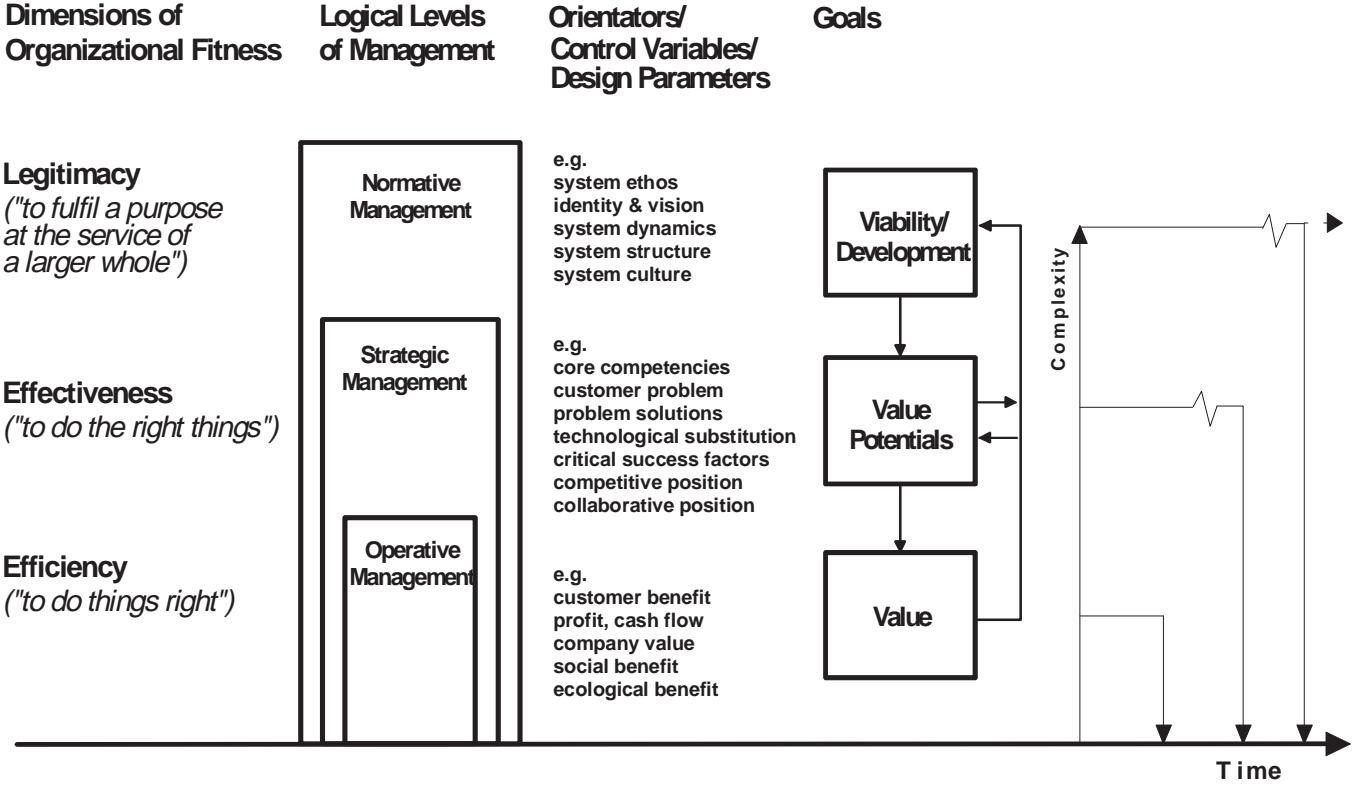 Dimensions of
Organizational Fitness
Logical Levels
of Management
Orientators/
Control Variables/
Design Parameters
Goals
Legitimacy
("to fulfil a purpose
at the service of
a larger whole")
Normative
Management
e.g.
system ethos
identity & vision
system dynamics
system structure
system culture
Viability/
Development
Complexity
Effectiveness
("to do the right things")
Strategic
Management
e.g.
core competencies
customer problem
problem solutions
technological substitution
critical success factors
competitive position
collaborative position
Value
Potentials
Efficiency
("to do things right")
Operative
Management
e.g.
customer benefit
profit, cash flow
company value
social benefit
ecological benefit
Value
Time